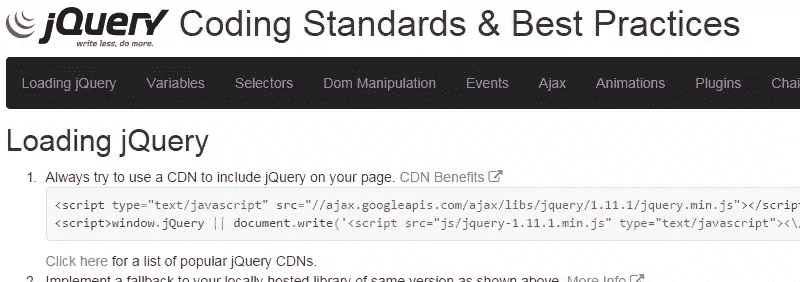 jQuery Coding Standards & Best Practices
write less, do more.
Loading jQuery Variables Selectors Dom Manipulation Events Ajax Animations Plugins Chai
Loading jQuery
1. Always try to use a CDN to include jQuery on your page. CDN Benefits
<script type="text/javascript" src="//ajax.googleapis.com/ajax/libs/jquery/1.11.1/jquery.min.js"></script
<script>window.jQuery || document.write('<script src="js/jquery-1.11.1.min.js" type="text/javascript"><\/
Click here for a list of popular jQuery CDNs.
2. Implement a fallback to your locally hosted library of same version as shown above. More Info